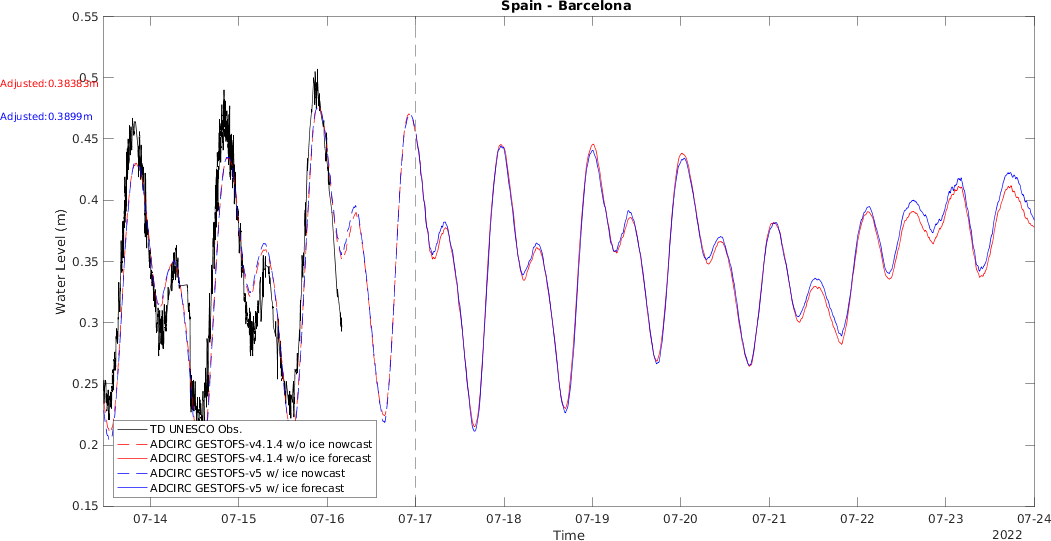 Spain - Barcelona
0.55
0.5
Adjusted:0.38383m
Adjusted:0.3899m
0.45
0.4
0.35
0.3
0.25
0.2
0.15
Water Level (m)
TD UNESCO Obs.
ADCIRC GESTOFS-v4.1.4 w/o ice nowcast
ADCIRC GESTOFS-v4.1.4 w/o ice forecast
ADCIRC GESTOFS-v5 w/ ice nowcast
ADCIRC GESTOFS-v5 w/ ice forecast
07-14 07-15 07-16 07-17 07-18 07-19 07-20 07-21 07-22 07-23 07-24
Time
2022